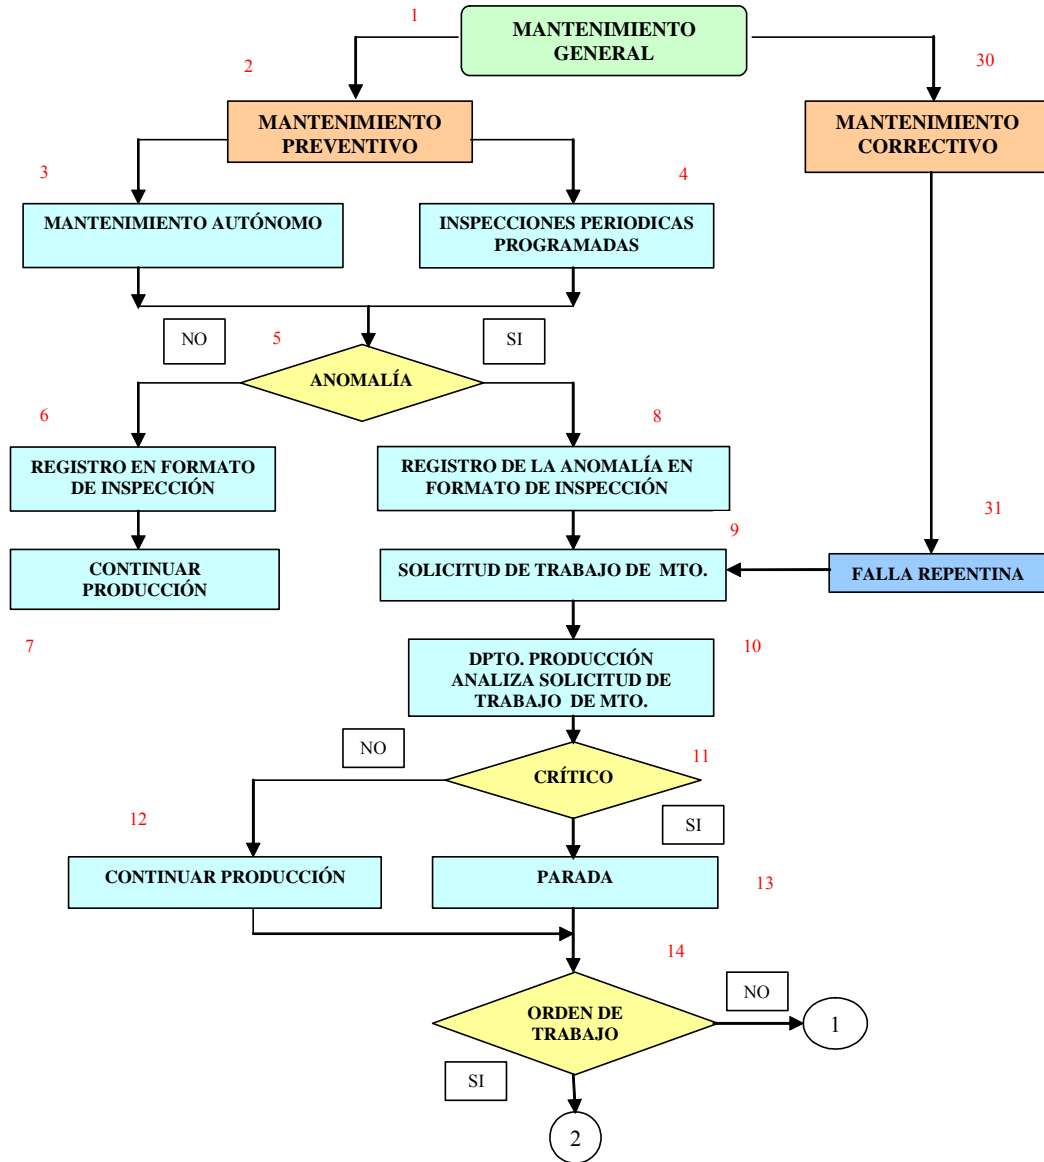 1
MANTENIMIENTO
GENERAL
2
30
MANTENIMIENTO
PREVENTIVO
MANTENIMIENTO
CORRECTIVO
3
4
MANTENIMIENTO AUTÓNOMO
INSPECCIONES PERIODICAS
PROGRAMADAS
NO
5
SI
ANOMALÍA
6
8
REGISTRO EN FORMATO
DE INSPECCIÓN
REGISTRO DE LA ANOMALÍA EN
FORMATO DE INSPECCIÓN
31
9
CONTINUAR
PRODUCCIÓN
SOLICITUD DE TRABAJO DE MTO.
FALLA REPENTINA
7
10
DPTO. PRODUCCIÓN
ANALIZA SOLICITUD DE
TRABAJO DE MTO.
NO
11
CRÍTICO
12
SI
CONTINUAR PRODUCCIÓN
PARADA
13
14
NO
ORDEN DE
TRABAJO
1
SI
2